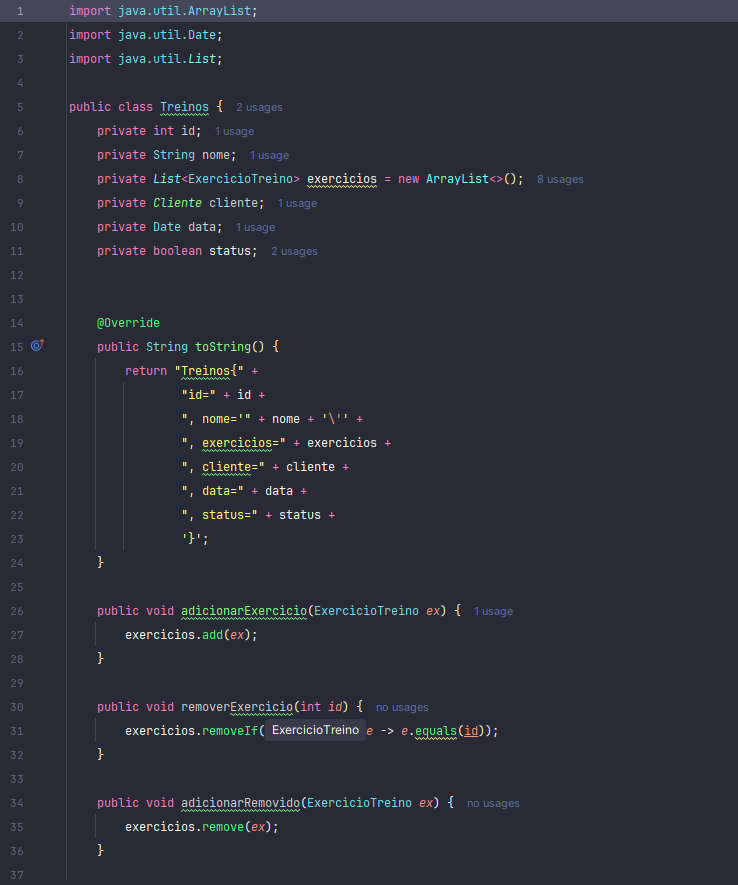 1 import java.util.ArrayList;
2 import java.util.Date;
3 import java.util.List;
4
5 public class Treinos { 2 usages
6 private int id; 1 usage
7 private String nome; 1 usage
8 private List<ExercicioTreino> exercicios = new ArrayList<>(); 8 usages
9 private Cliente cliente; 1 usage
10 private Date data; 1 usage
11 private boolean status; 2 usages
12
13
14 @Override
15 public String toString() {
16 return "Treinos{" +
17 "id=" + id +
18 ", nome='" + nome + '\'' +
19 ", exercicios=" + exercicios +
20 ", cliente=" + cliente +
21 ", data=" + data +
22 ", status=" + status +
23 '}';
24 }
25
26 public void adicionarExercicio(ExercicioTreino ex) { 1 usage
27 exercicios.add(ex);
28 }
29
30 public void removerExercicio(int id) { no usages
31 exercicios.removeIf( ExercicioTreino e -> e.equals(id));
32 }
33
34 public void adicionarRemovido(ExercicioTreino ex) { no usages
35 exercicios.remove(ex);
36 }
37